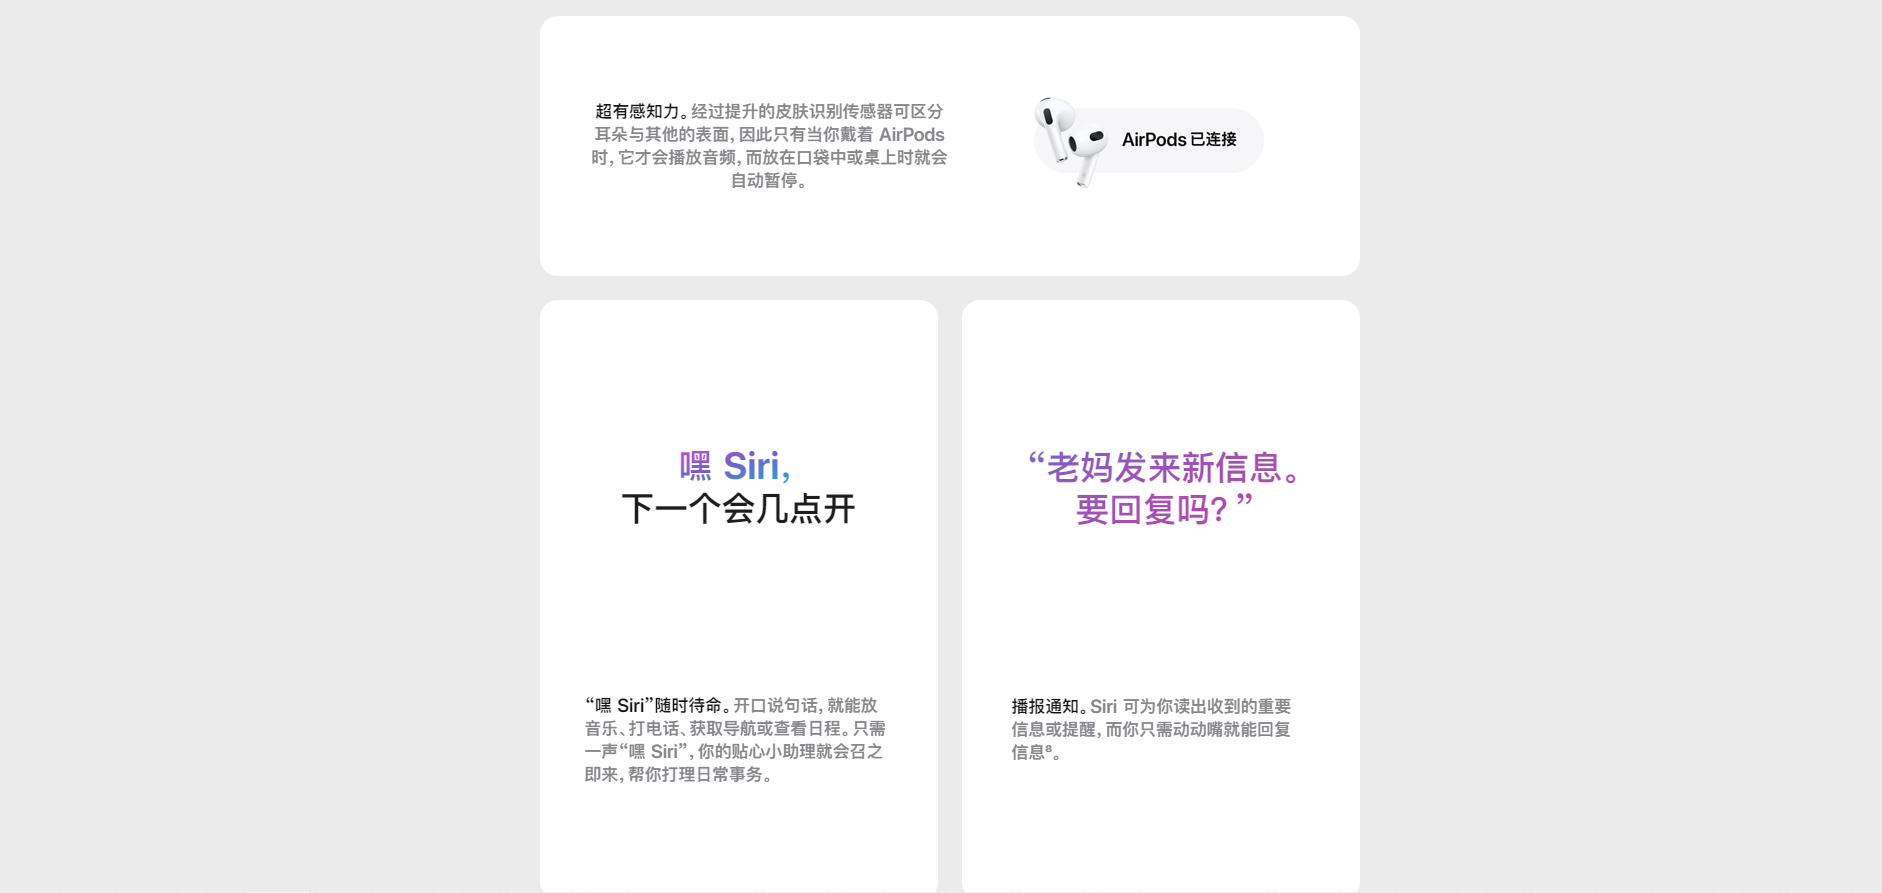 超有感知力。经过提升的皮肤识别传感器可区分
耳朵与其他的表面，因此只有当你戴着 AirPods
时，它才会播放音频，而放在口袋中或桌上时就会
自动暂停。
AirPods 已连接
嘿 Siri，
下一个会几点开
“嘿 Siri”随时待命。开口说句话，就能放
音乐、打电话、获取导航或查看日程。只需
一声“嘿 Siri”，你的贴心小助理就会召之
即来，帮你打理日常事务。
“老妈发来新信息。
要回复吗？”
播报通知。Siri 可为你读出收到的重要
信息或提醒，而你只需动动嘴就能回复
信息⁸。